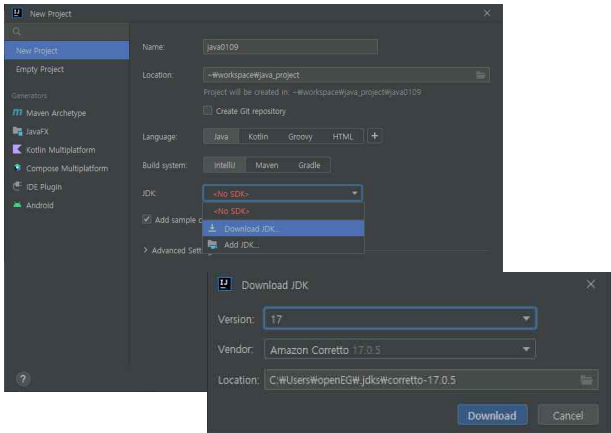 New Project
New Project
Empty Project
Generators
Maven Archetype
JavaFX
Kotlin Multiplatform
Compose Multiplatform
IDE Plugin
Android
Name: java0109
Location: ~₩workspace₩java_project
Project will be created in: ~₩workspace₩java_project₩java0109
Create Git repository
Language: Java Kotlin Groovy HTML +
Build system: IntelliJ Maven Gradle
JDK: <No SDK>
<No SDK>
Download JDK...
Add JDK...
Add sample c
> Advanced Sett
?
Download JDK
Version: 17
Vendor: Amazon Corretto 17.0.5
Location: C:₩Users₩openEG₩.jdks₩corretto-17.0.5
Download Cancel